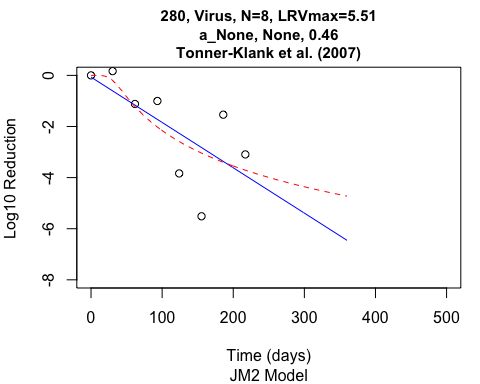 280, Virus, N=8, LRVmax=5.51
a_None, None, 0.46
Tonner-Klank et al. (2007)
0
-2
-4
-6
-8
Log10 Reduction
0 100 200 300 400 500
Time (days)
JM2 Model